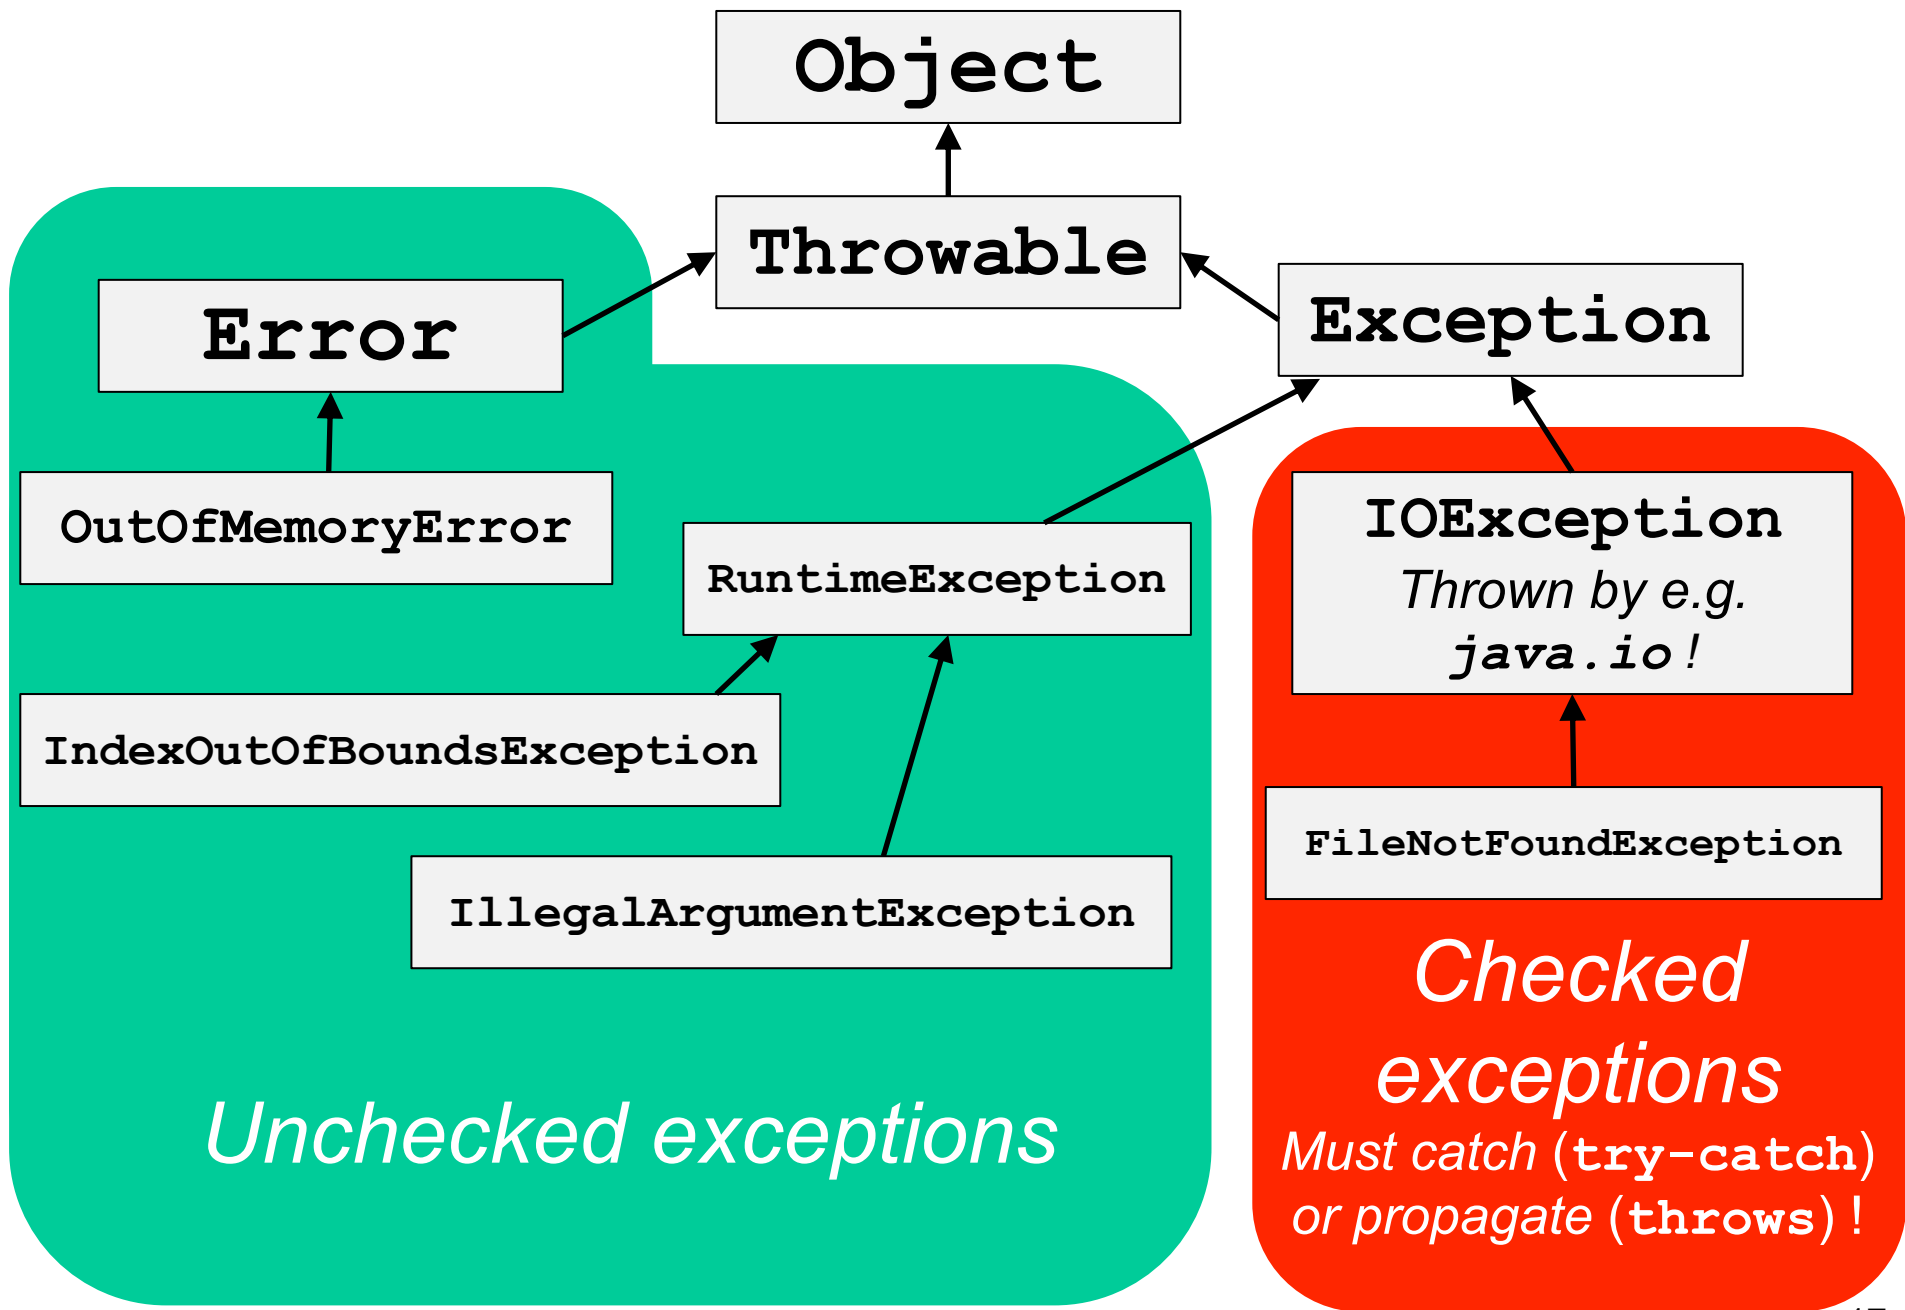 Object
Throwable
Error
Exception
OutOfMemoryError
RuntimeException
IOException
Thrown by e.g.
java.io!
IndexOutOfBoundsException
FileNotFoundException
IllegalArgumentException
Unchecked exceptions
Checked
exceptions
Must catch (try-catch)
or propagate (throws)!